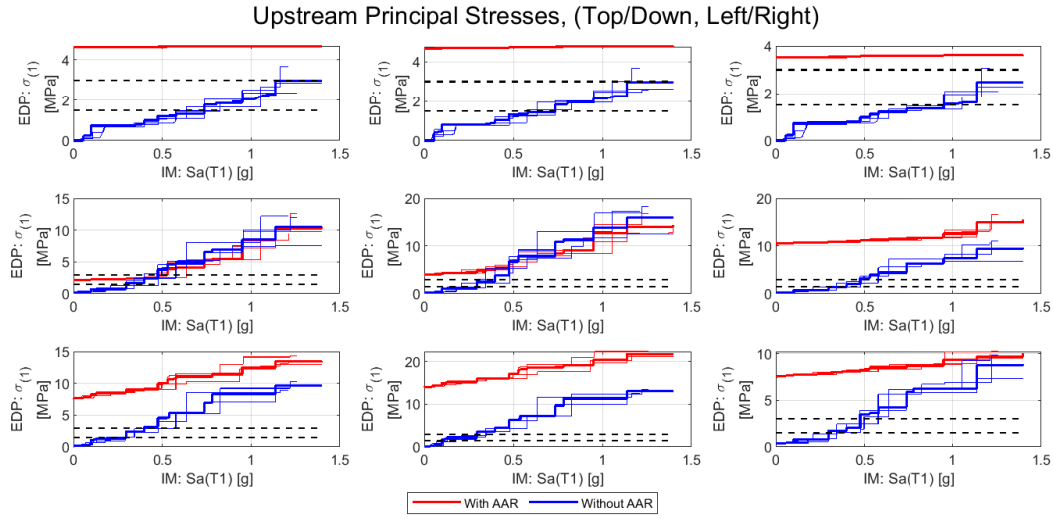 Upstream Principal Stresses, (Top/Down, Left/Right)
EDP: σ(1)
[MPa]
0
2
4
0
0.5
1
1.5
IM: Sa(T1) [g]
EDP: σ(1)
[MPa]
0
2
4
0
0.5
1
1.5
IM: Sa(T1) [g]
EDP: σ(1)
[MPa]
0
2
4
0
0.5
1
1.5
IM: Sa(T1) [g]
EDP: σ(1)
[MPa]
0
5
10
15
0
0.5
1
1.5
IM: Sa(T1) [g]
EDP: σ(1)
[MPa]
0
10
20
0
0.5
1
1.5
IM: Sa(T1) [g]
EDP: σ(1)
[MPa]
0
10
20
0
0.5
1
1.5
IM: Sa(T1) [g]
EDP: σ(1)
[MPa]
0
5
10
15
0
0.5
1
1.5
IM: Sa(T1) [g]
EDP: σ(1)
[MPa]
0
10
20
0
0.5
1
1.5
IM: Sa(T1) [g]
EDP: σ(1)
[MPa]
0
5
10
0
0.5
1
1.5
IM: Sa(T1) [g]
With AAR
Without AAR